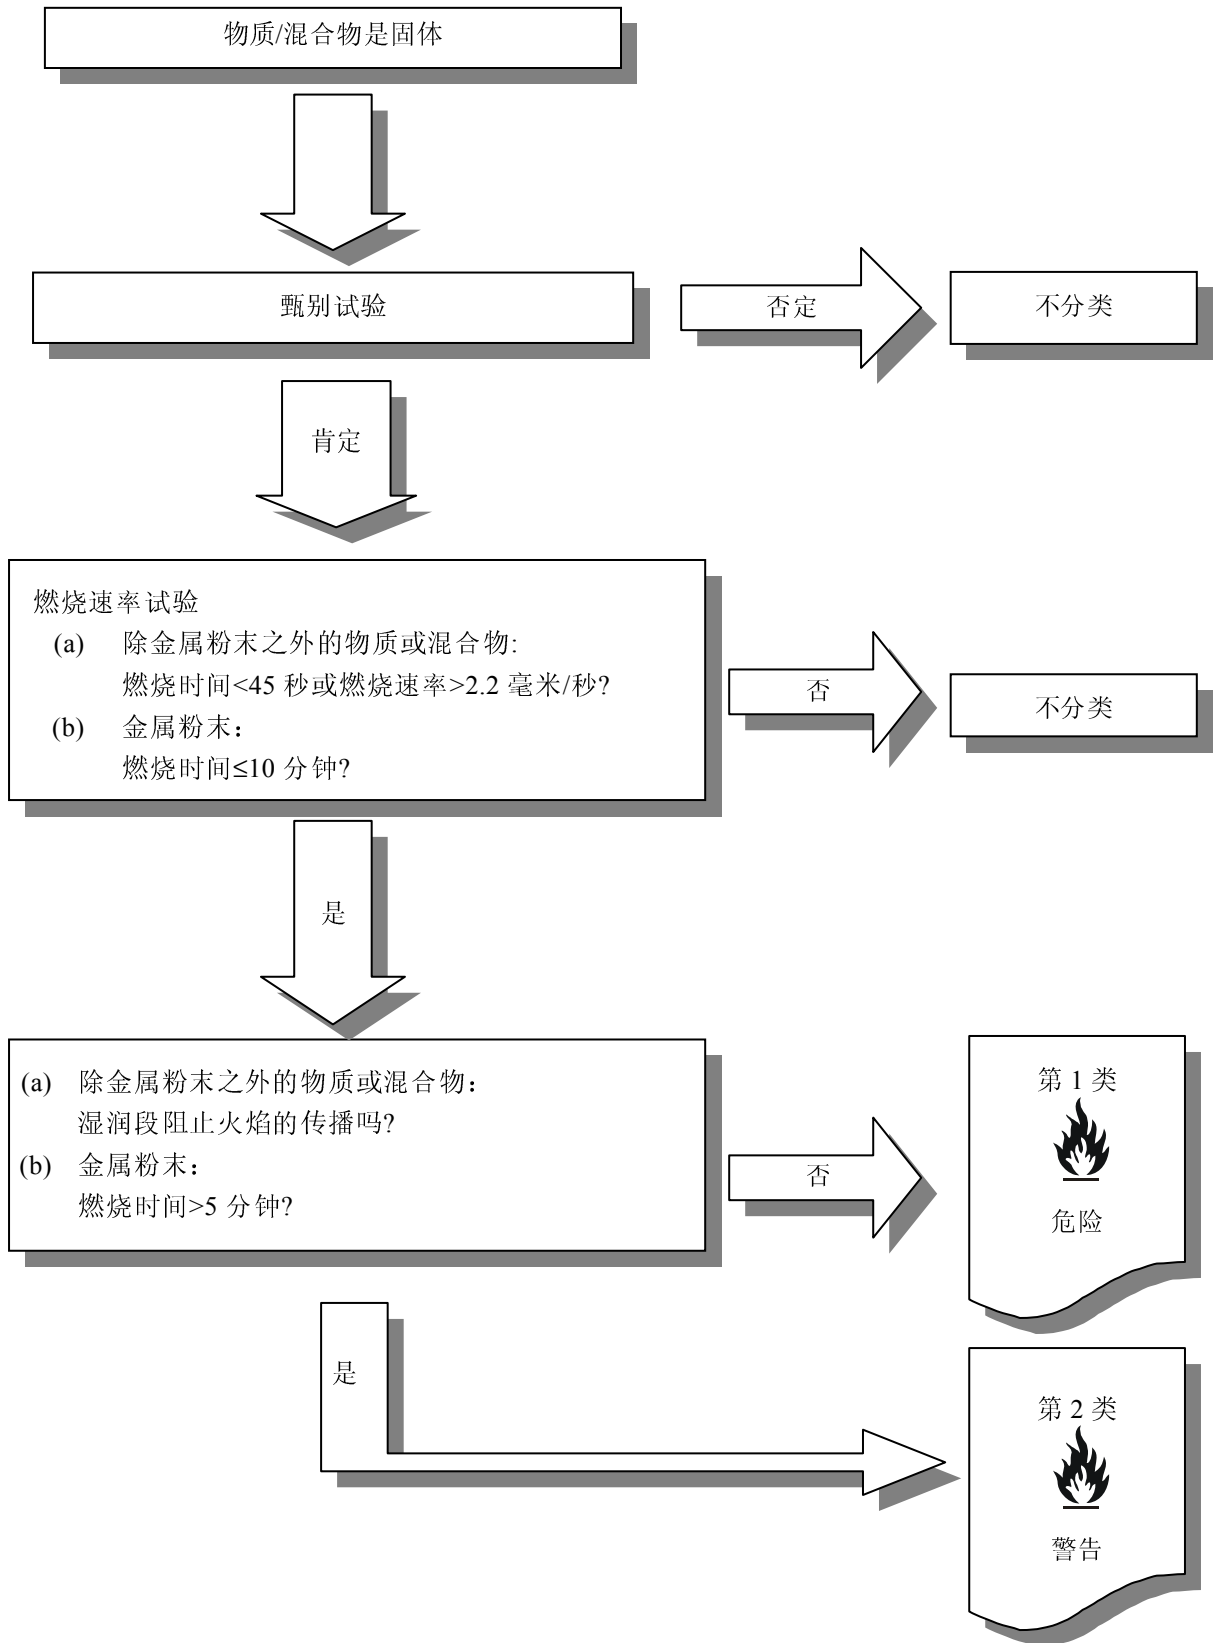 物质/混合物是固体
甄别试验
否定
不分类
肯定
燃烧速率试验
(a) 除金属粉末之外的物质或混合物:
燃烧时间<45 秒或燃烧速率>2.2 毫米/秒?
(b) 金属粉末：
燃烧时间≤10 分钟?
否
不分类
是
(a) 除金属粉末之外的物质或混合物：
湿润段阻止火焰的传播吗?
(b) 金属粉末：
燃烧时间>5 分钟?
否
第 1 类
危险
是
第 2 类
警告